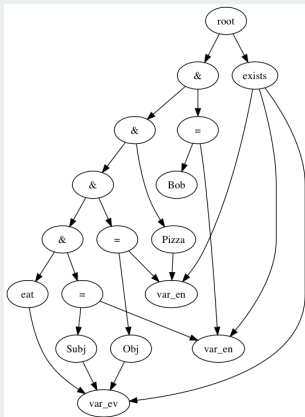 root
& exists
& =
& Bob
& = Pizza
eat = var_en
Subj Obj var_en
var_ev